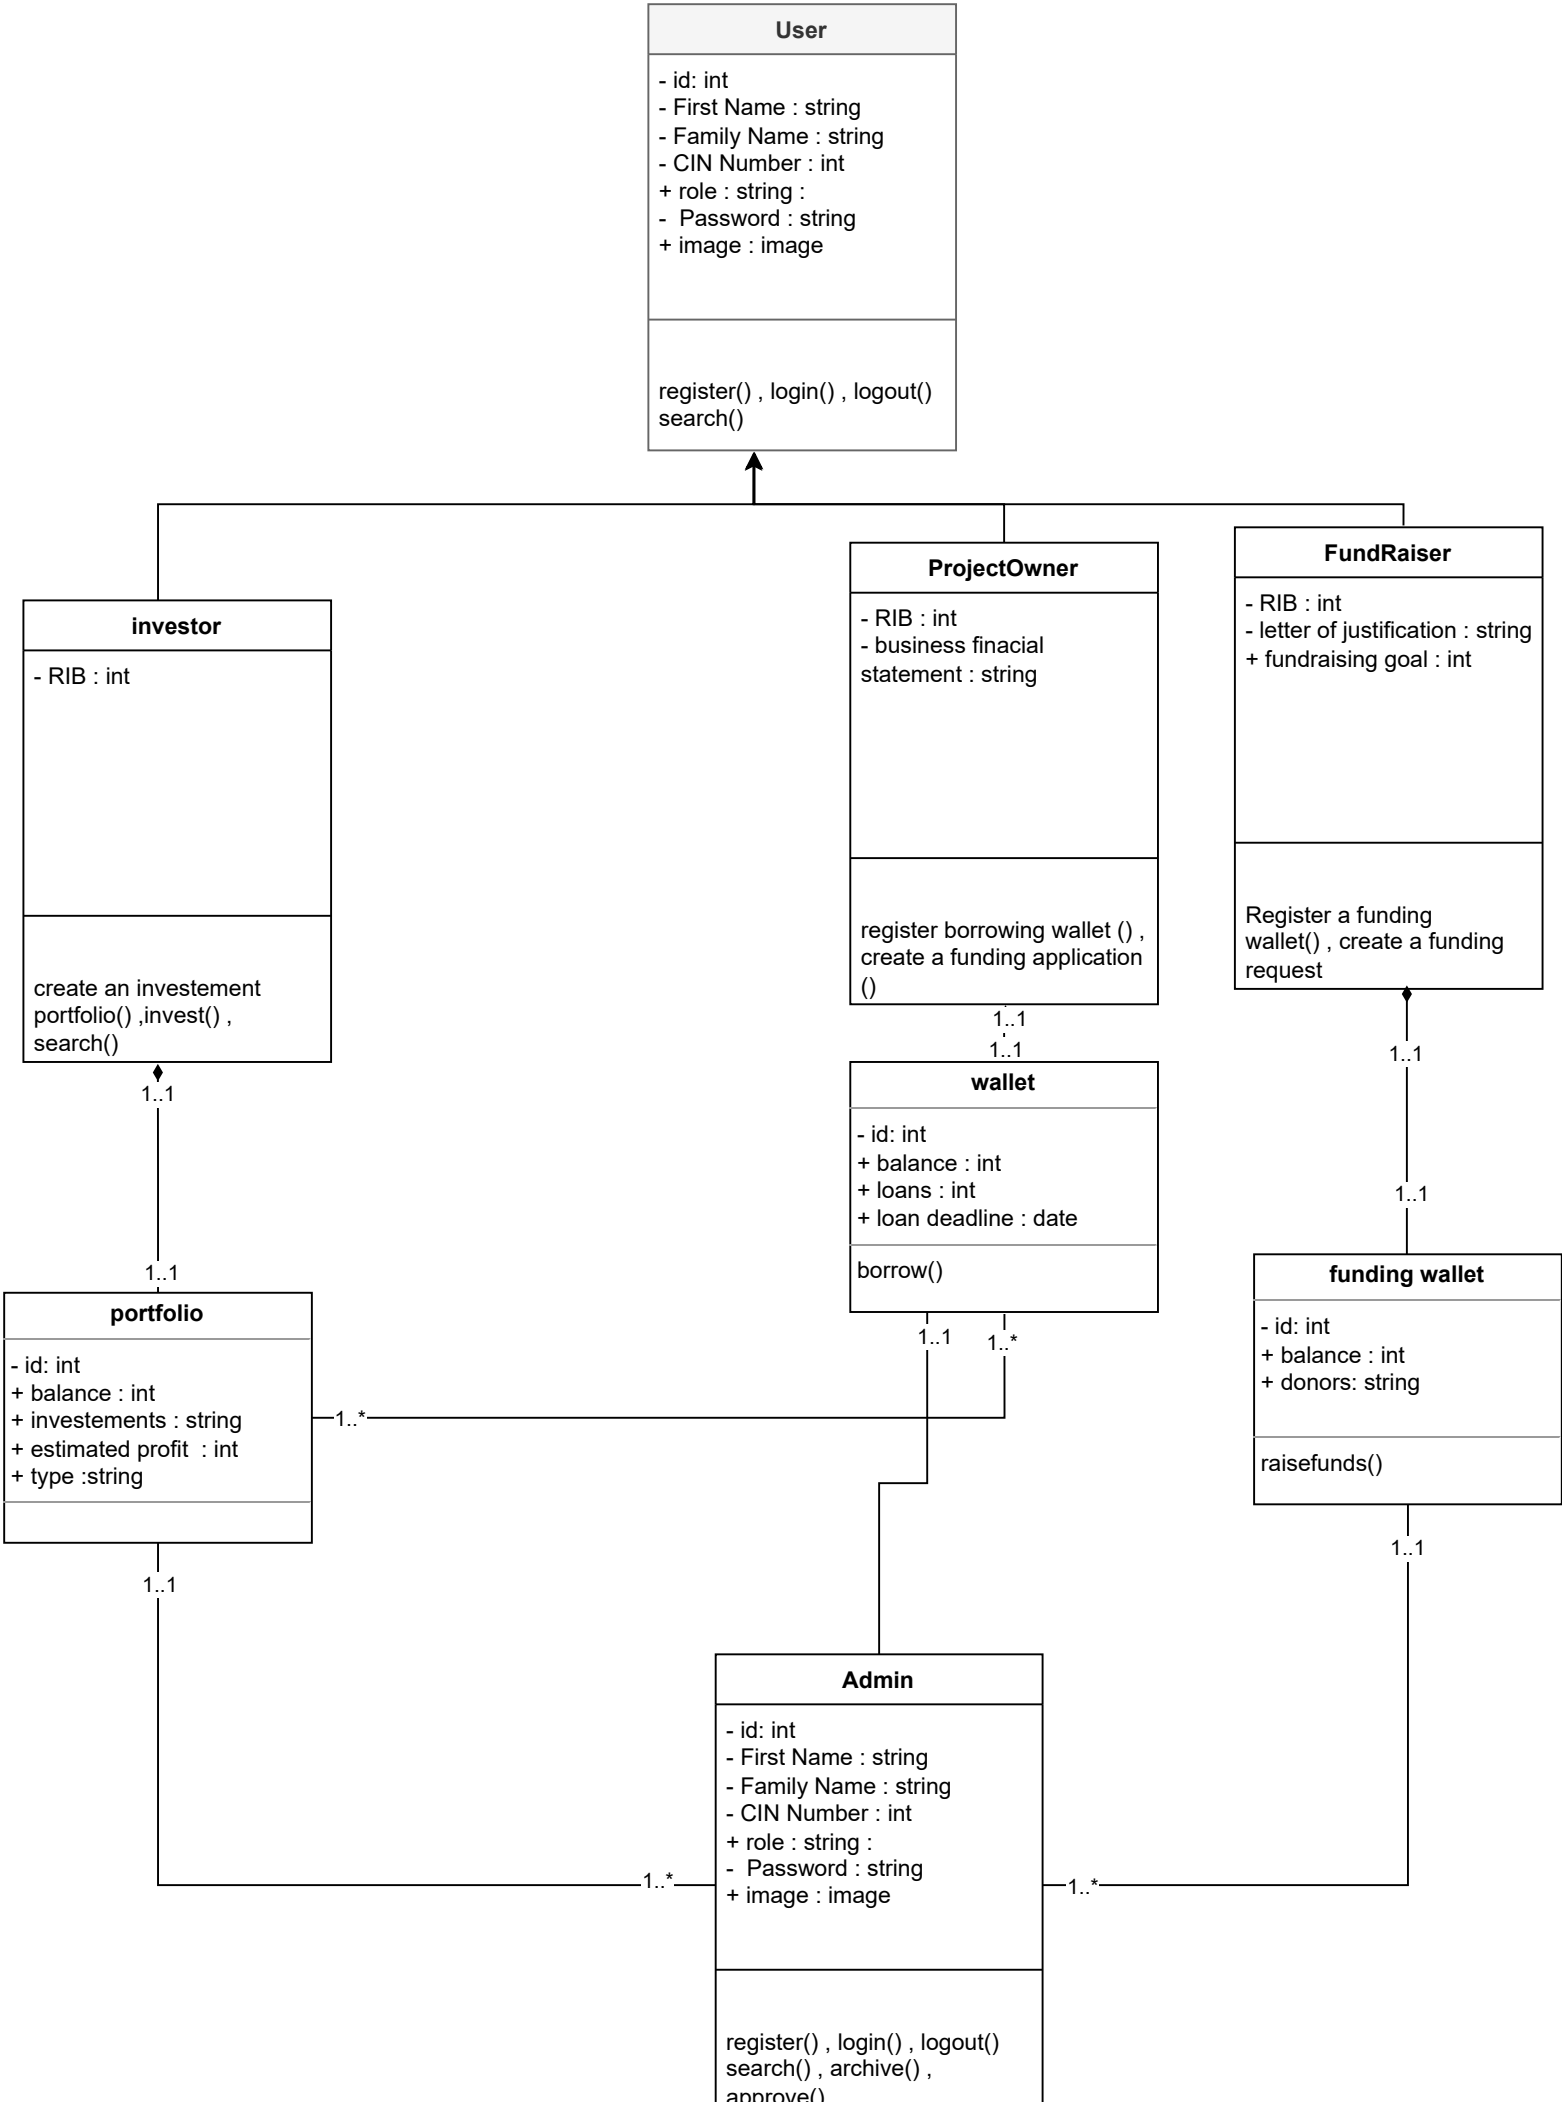 User
- id: int
- First Name : string
- Family Name : string
- CIN Number : int
+ role : string :
-  Password : string
+ image : image
register() , login() , logout()
search()
investor
- RIB : int
create an investement
portfolio() ,invest() ,
search()
ProjectOwner
- RIB : int
- business finacial
statement : string
register borrowing wallet () ,
create a funding application
()
FundRaiser
- RIB : int
- letter of justification : string
+ fundraising goal : int
Register a funding
wallet() , create a funding
request
1..1
1..1
1..1
1..1
1..1
1..1
wallet
- id: int
+ balance : int
+ loans : int
+ loan deadline : date
borrow()
portfolio
- id: int
+ balance : int
+ investements : string
+ estimated profit  : int
+ type :string
funding wallet
- id: int
+ balance : int
+ donors: string
raisefunds()
1..1
1..*
1..*
1..1
1..1
1..*
1..*
Admin
- id: int
- First Name : string
- Family Name : string
- CIN Number : int
+ role : string :
-  Password : string
+ image : image
register() , login() , logout()
search() , archive() ,
approve()